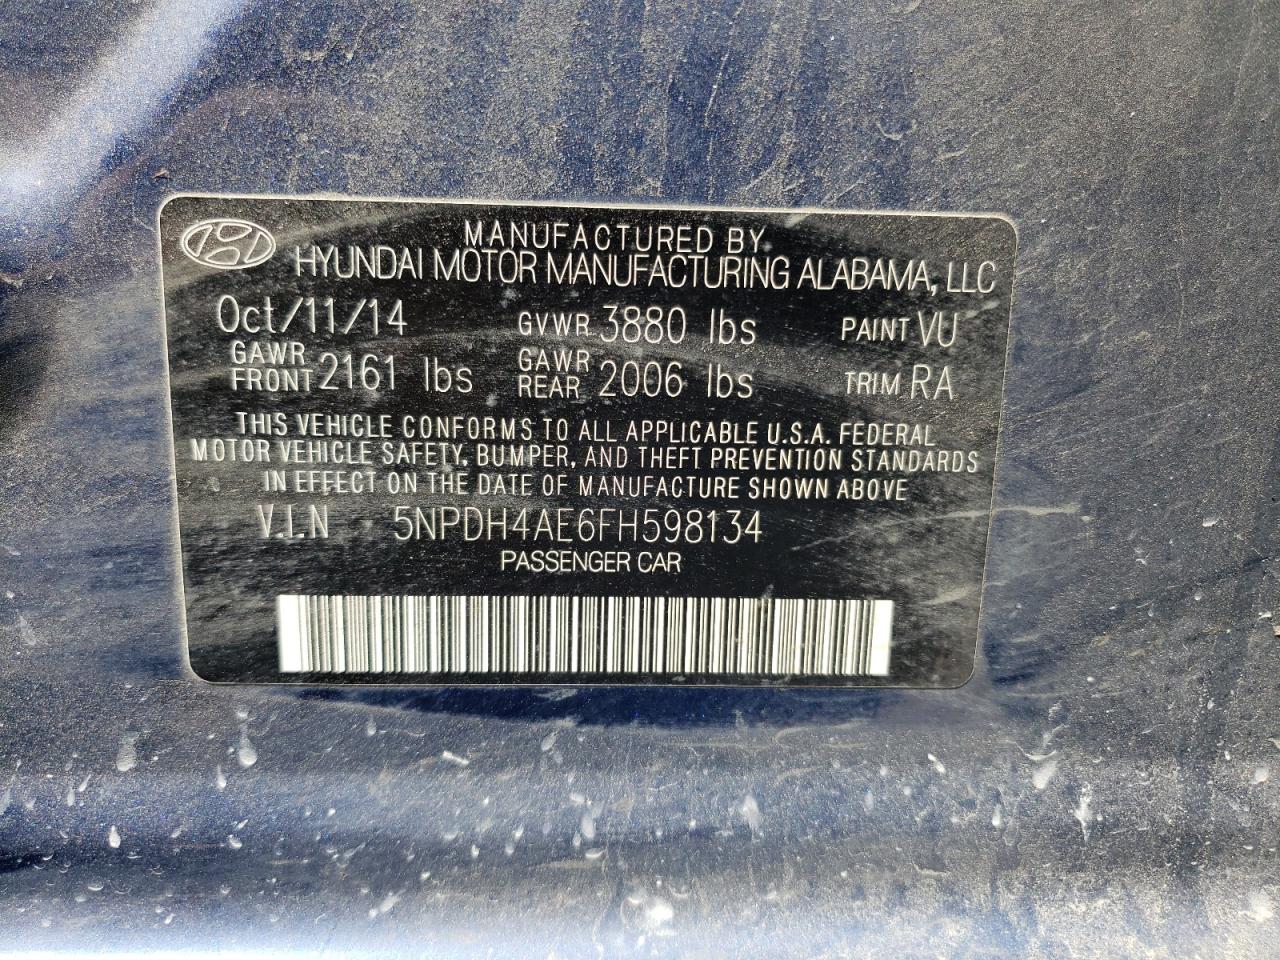 MANUFACTURED BY
HYUNDAI MOTOR MANUFACTURING ALABAMA, LLC
Oct/11/14 GVWR 3880 lbs PAINT VU
GAWR FRONT 2161 lbs GAWR REAR 2006 lbs TRIM RA
THIS VEHICLE CONFORMS TO ALL APPLICABLE U.S.A. FEDERAL
MOTOR VEHICLE SAFETY, BUMPER, AND THEFT PREVENTION STANDARDS
IN EFFECT ON THE DATE OF MANUFACTURE SHOWN ABOVE
V.I.N 5NPDH4AE6FH598134
PASSENGER CAR